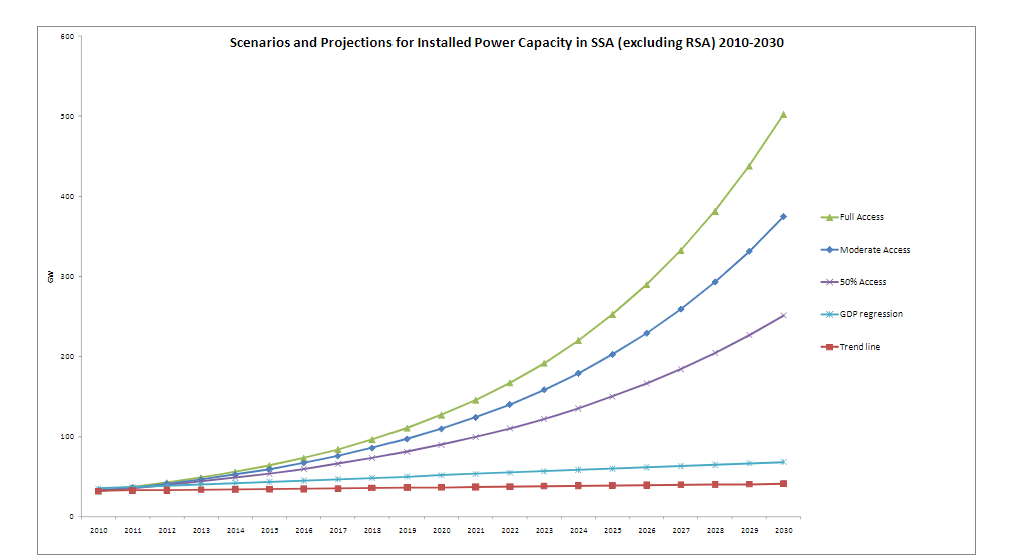 Scenarios and Projections for Installed Power Capacity in SSA (excluding RSA) 2010-2030
600
500
400
300
200
100
0
GW
Full Access
Moderate Access
50% Access
GDP regression
Trend line
2010 2011 2012 2013 2014 2015 2016 2017 2018 2019 2020 2021 2022 2023 2024 2025 2026 2027 2028 2029 2030